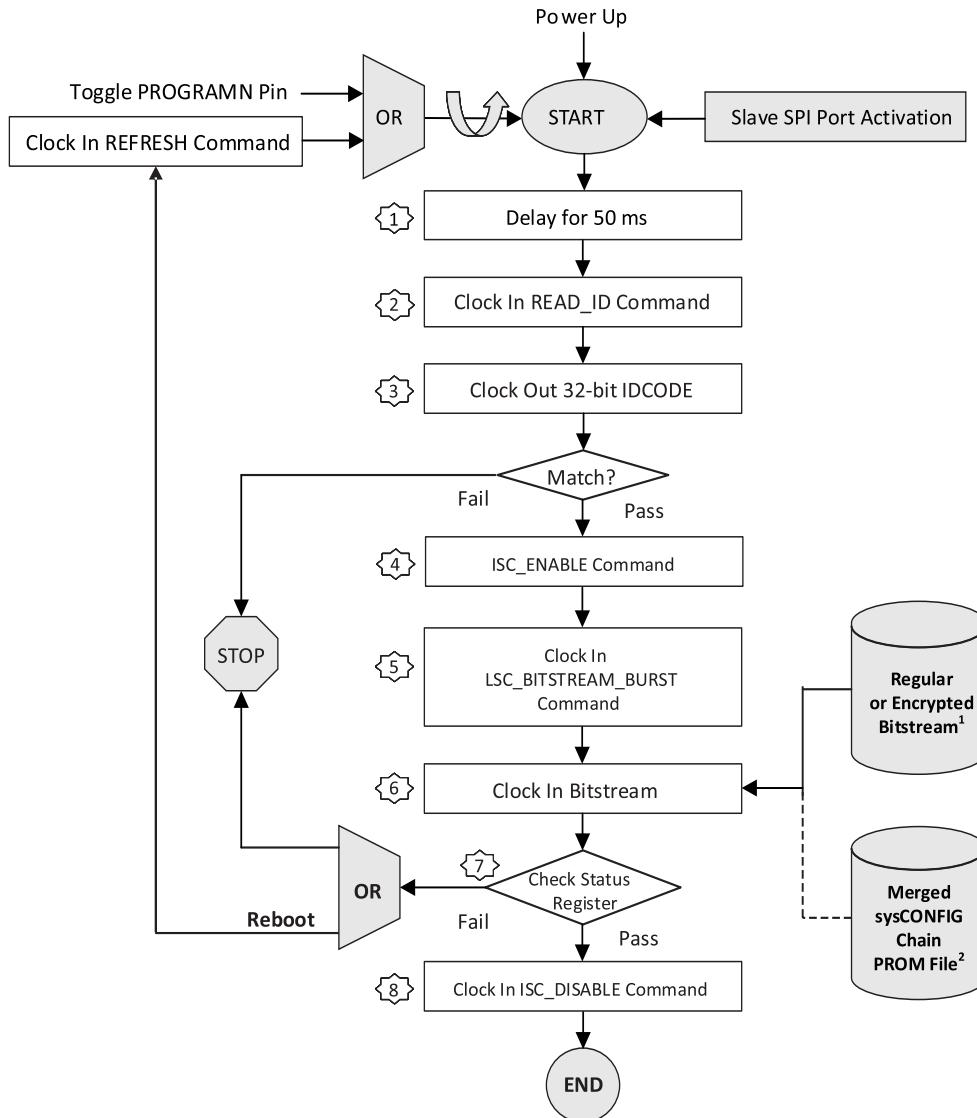 Power Up
Toggle PROGRAMN Pin
OR
START
Slave SPI Port Activation
Clock In REFRESH Command
1
Delay for 50 ms
2
Clock In READ_ID Command
3
Clock Out 32-bit IDCODE
Match?
Fail
Pass
4
ISC_ENABLE Command
STOP
5
Clock In
LSC_BITSTREAM_BURST
Command
Regular
or Encrypted
Bitstream1
6
Clock In Bitstream
7
Check Status
Register
OR
Reboot
Fail
Pass
Merged
sysCONFIG
Chain
PROM File2
8
Clock In ISC_DISABLE Command
END